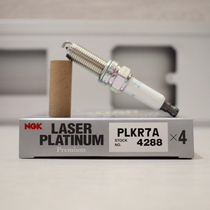 NGK
LASER
PLATINUM
Premium
PLKR7A
STOCK
NO. 4288
×4